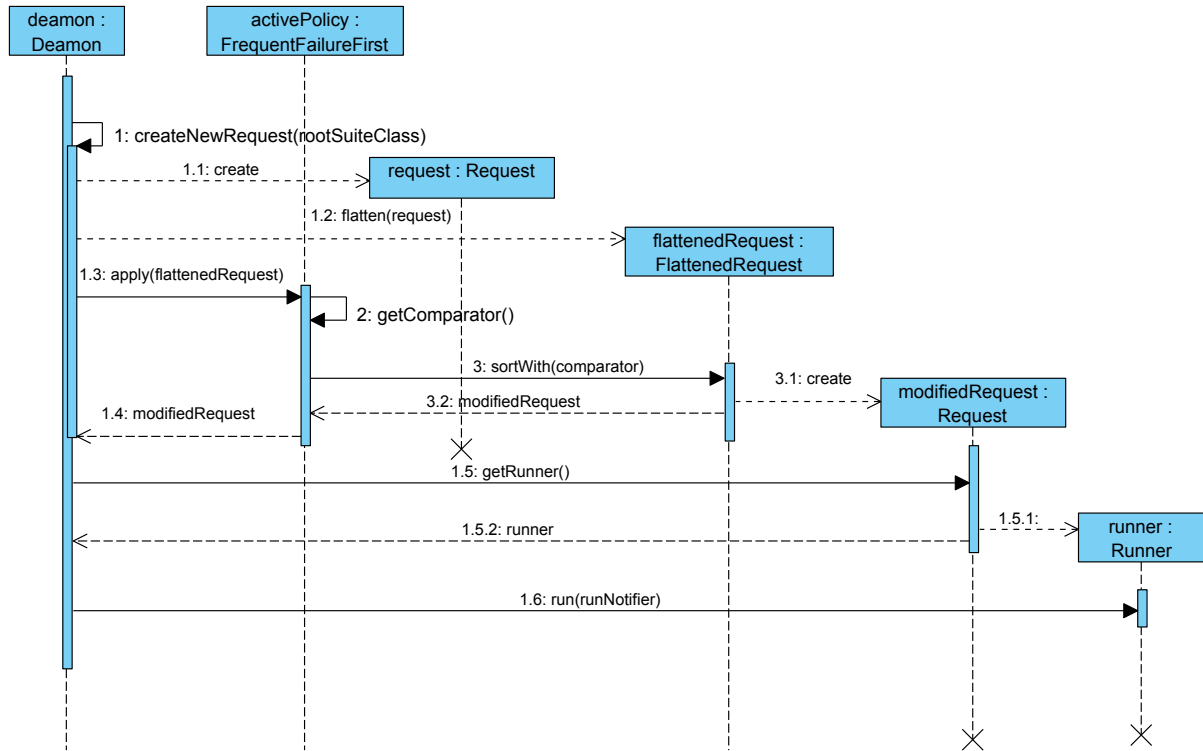 deamon :
Deamon
activePolicy :
FrequentFailureFirst
1: createNewRequest(rootSuiteClass)
1.1: create
request : Request
1.2: flatten(request)
flattenedRequest :
FlattenedRequest
1.3: apply(flattenedRequest)
2: getComparator()
3: sortWith(comparator)
3.1: create
modifiedRequest :
Request
3.2: modifiedRequest
1.4: modifiedRequest
1.5: getRunner()
1.5.1:
runner :
Runner
1.5.2: runner
1.6: run(runNotifier)